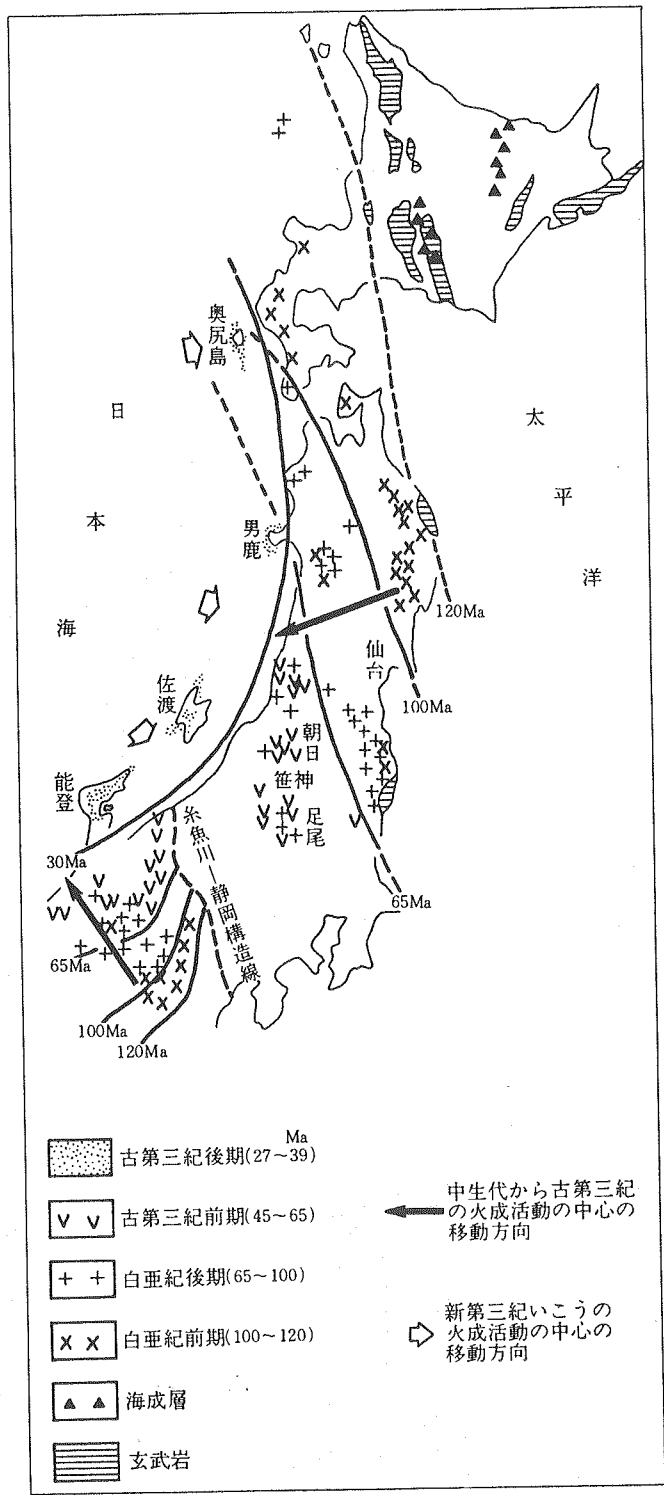 奥尻島
日本海
太平洋
男鹿
120Ma
仙台
100Ma
佐渡
朝日
笹神
足尾
能登
糸魚川―静岡構造線
30Ma
65Ma
65Ma
100Ma
120Ma
Ma
古第三紀後期(27~39)
古第三紀前期(45~65)
白亜紀後期(65~100)
白亜紀前期(100~120)
海成層
玄武岩
中生代から古第三紀
の火成活動の中心の
移動方向
新第三紀いこうの
火成活動の中心の
移動方向